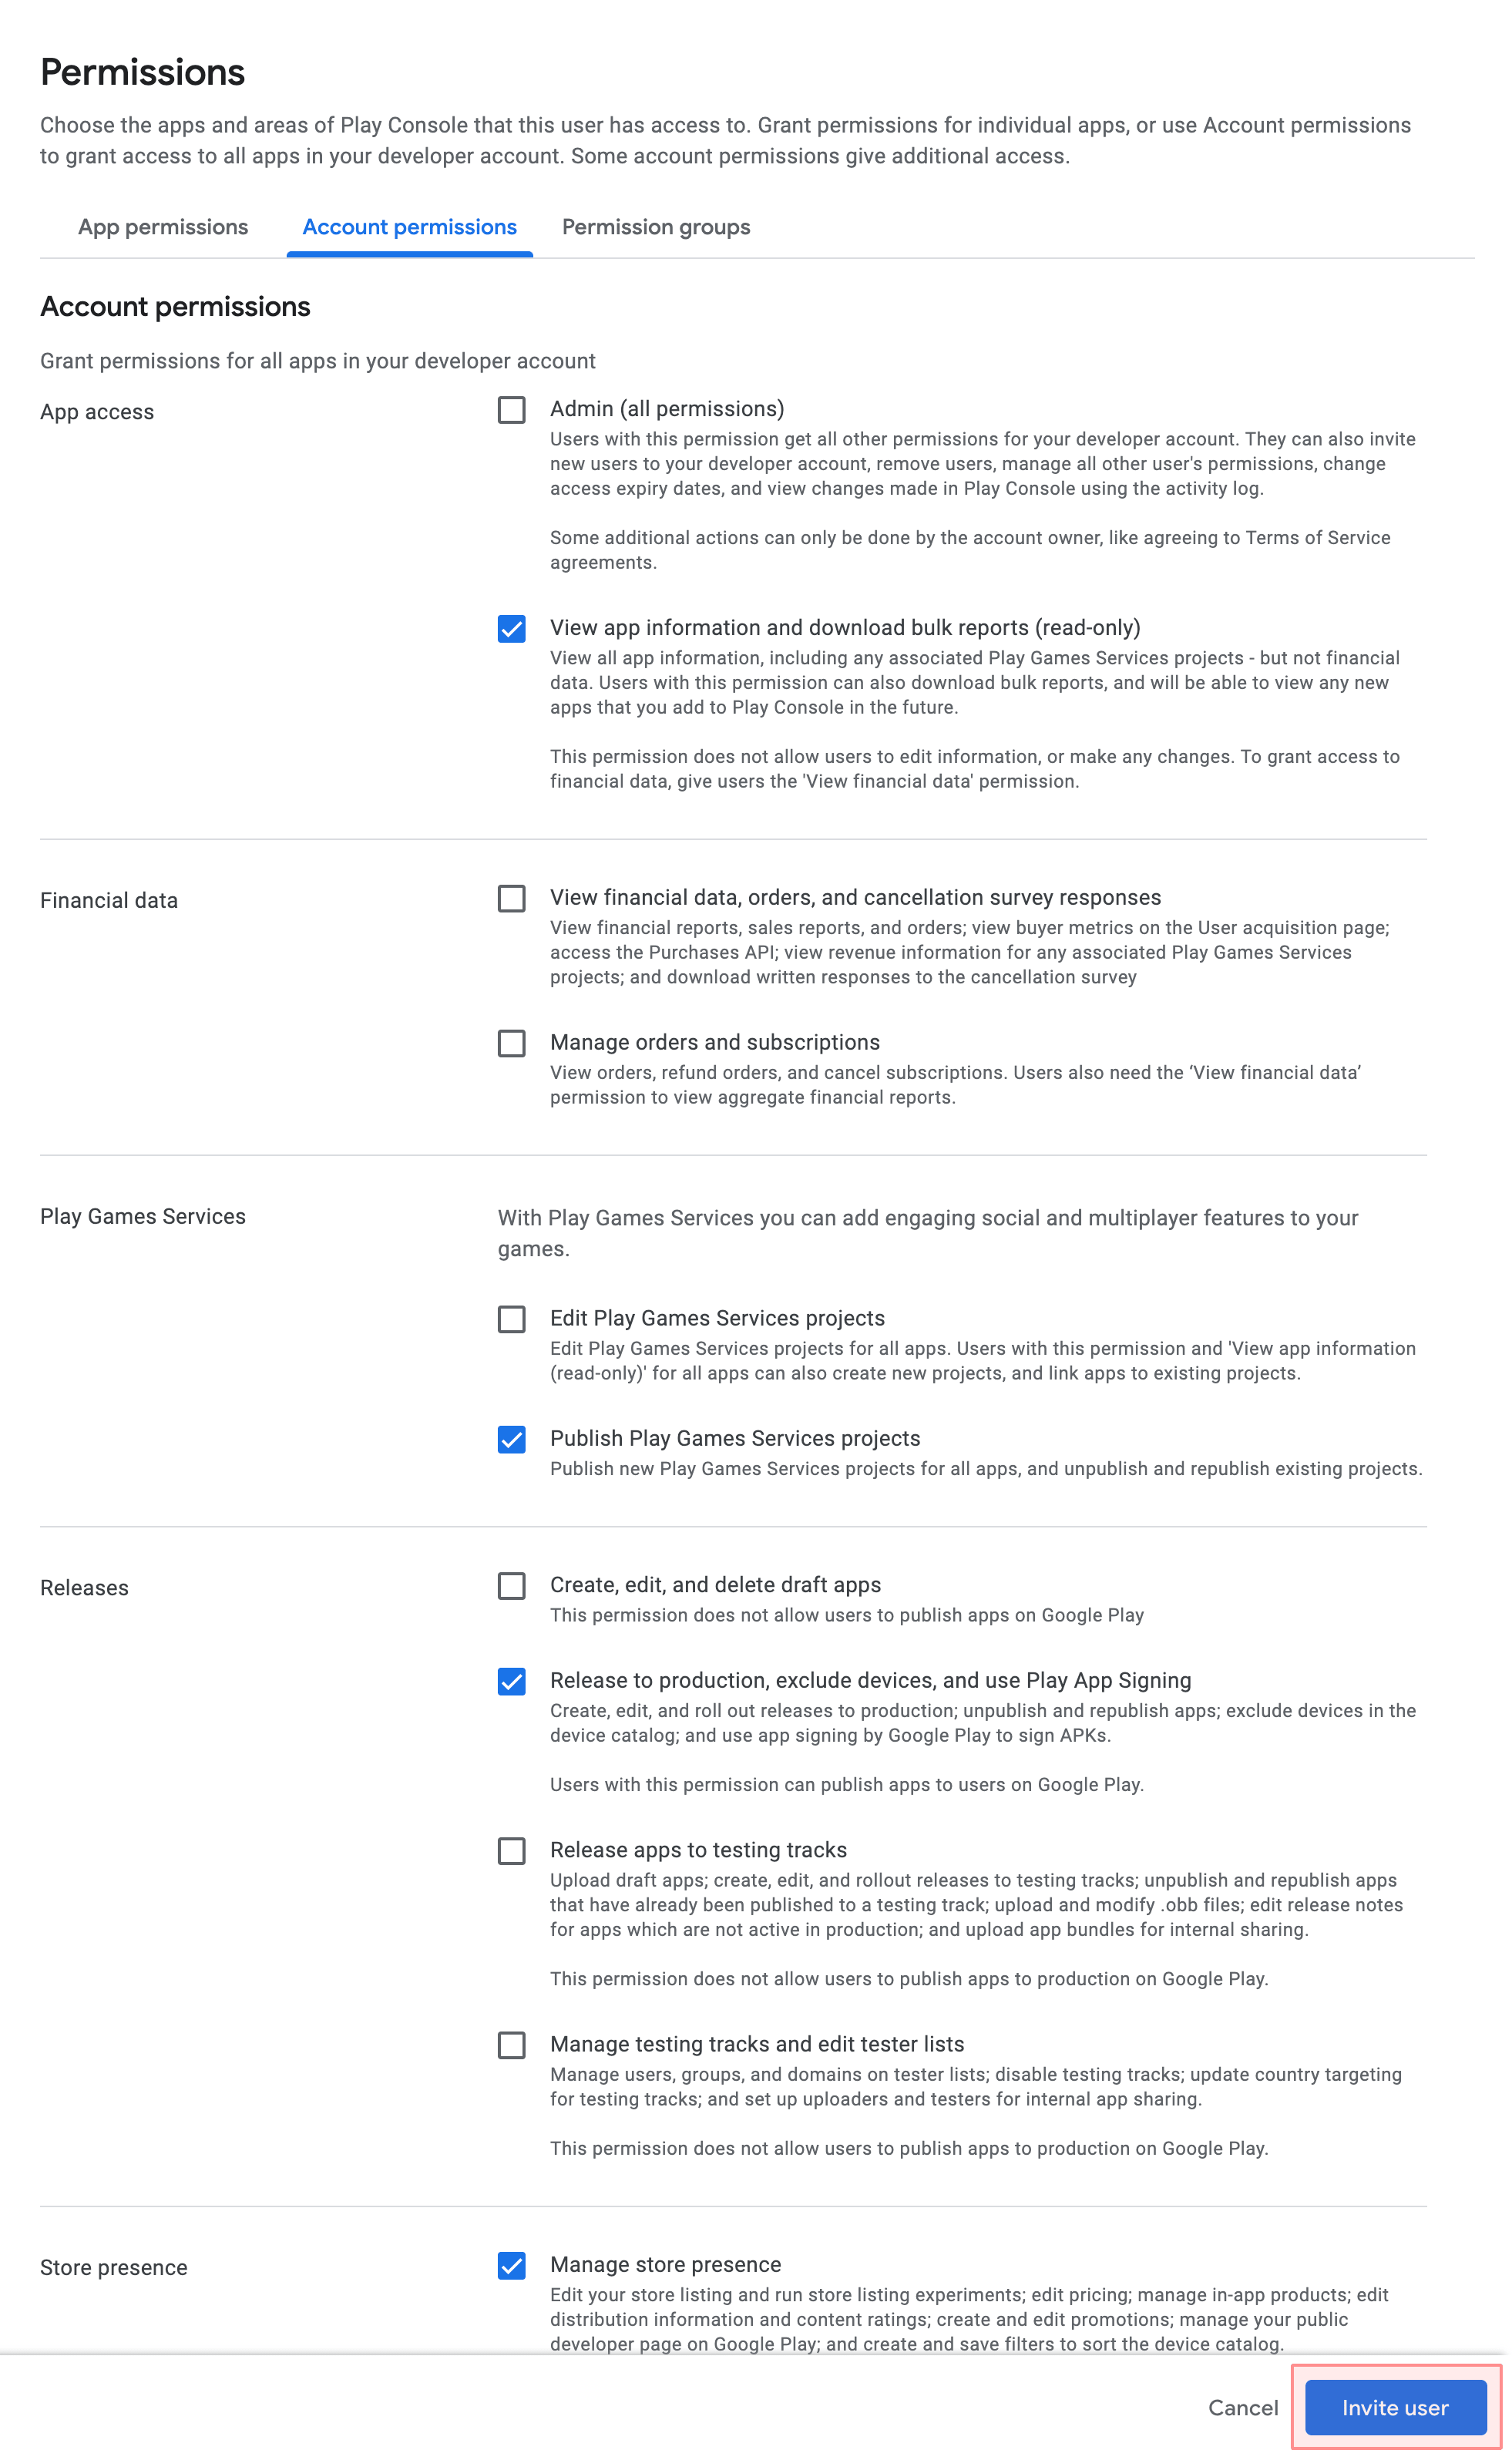 Permissions
Choose the apps and areas of Play Console that this user has access to. Grant permissions for individual apps, or use Account permissions
to grant access to all apps in your developer account. Some account permissions give additional access.
App permissions
Account permissions
Permission groups
Account permissions
Grant permissions for all apps in your developer account
App access
Admin (all permissions)
Users with this permission get all other permissions for your developer account. They can also invite
new users to your developer account, remove users, manage all other user's permissions, change
access expiry dates, and view changes made in Play Console using the activity log.
Some additional actions can only be done by the account owner, like agreeing to Terms of Service
agreements.
View app information and download bulk reports (read-only)
View all app information, including any associated Play Games Services projects - but not financial
data. Users with this permission can also download bulk reports, and will be able to view any new
apps that you add to Play Console in the future.
This permission does not allow users to edit information, or make any changes. To grant access to
financial data, give users the 'View financial data' permission.
Financial data
View financial data, orders, and cancellation survey responses
View financial reports, sales reports, and orders; view buyer metrics on the User acquisition page;
access the Purchases API; view revenue information for any associated Play Games Services
projects; and download written responses to the cancellation survey
Manage orders and subscriptions
View orders, refund orders, and cancel subscriptions. Users also need the ‘View financial data’
permission to view aggregate financial reports.
Play Games Services
With Play Games Services you can add engaging social and multiplayer features to your
games.
Edit Play Games Services projects
Edit Play Games Services projects for all apps. Users with this permission and 'View app information
(read-only)' for all apps can also create new projects, and link apps to existing projects.
Publish Play Games Services projects
Publish new Play Games Services projects for all apps, and unpublish and republish existing projects.
Releases
Create, edit, and delete draft apps
This permission does not allow users to publish apps on Google Play
Release to production, exclude devices, and use Play App Signing
Create, edit, and roll out releases to production; unpublish and republish apps; exclude devices in the
device catalog; and use app signing by Google Play to sign APKs.
Users with this permission can publish apps to users on Google Play.
Release apps to testing tracks
Upload draft apps; create, edit, and rollout releases to testing tracks; unpublish and republish apps
that have already been published to a testing track; upload and modify .obb files; edit release notes
for apps which are not active in production; and upload app bundles for internal sharing.
This permission does not allow users to publish apps to production on Google Play.
Manage testing tracks and edit tester lists
Manage users, groups, and domains on tester lists; disable testing tracks; update country targeting
for testing tracks; and set up uploaders and testers for internal app sharing.
This permission does not allow users to publish apps to production on Google Play.
Store presence
Manage store presence
Edit your store listing and run store listing experiments; edit pricing; manage in-app products; edit
distribution information and content ratings; create and edit promotions; manage your public
developer page on Google Play; and create and save filters to sort the device catalog.
Cancel
Invite user